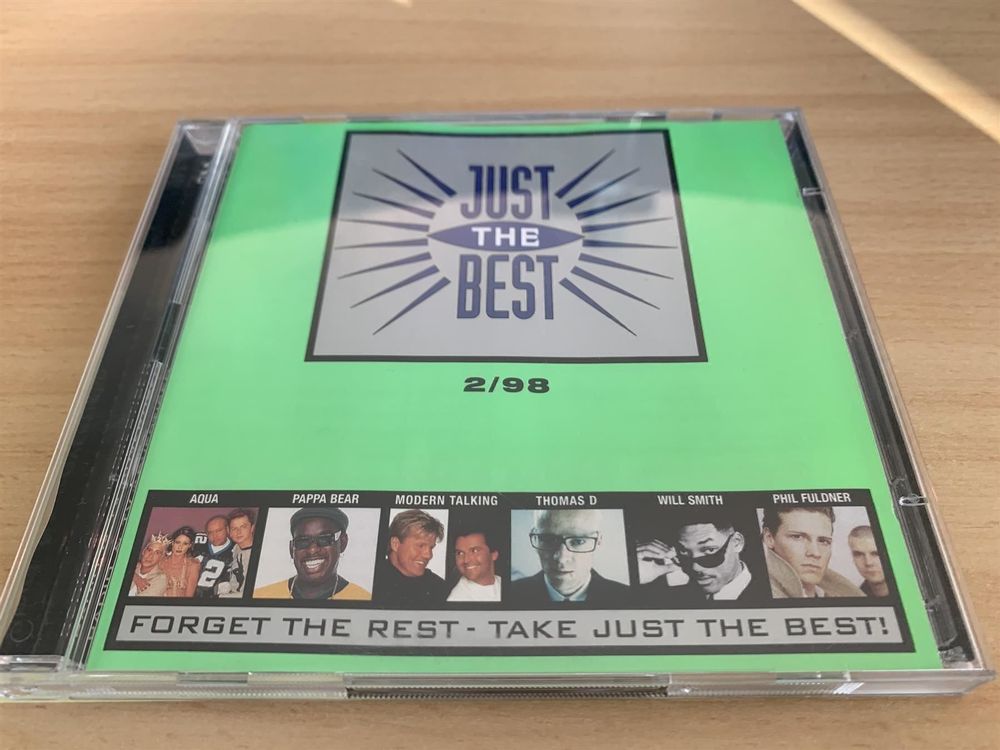 JUST
THE
BEST
2/98
AQUA
PAPPA BEAR
MODERN TALKING
THOMAS D
WILL SMITH
PHIL FULDNER
2
FORGET THE REST - TAKE JUST THE BEST!